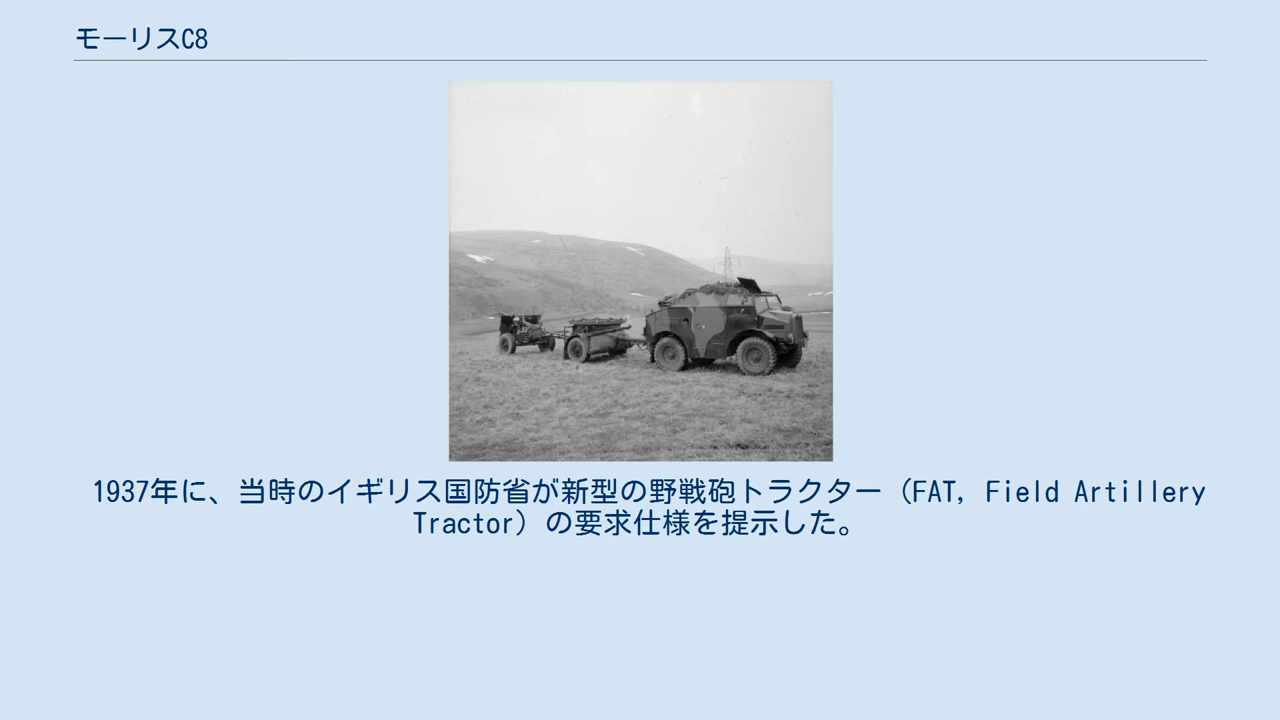 モーリスC8
1937年に、当時のイギリス国防省が新型の野戦砲トラクター（FAT, Field Artillery
Tractor）の要求仕様を提示した。